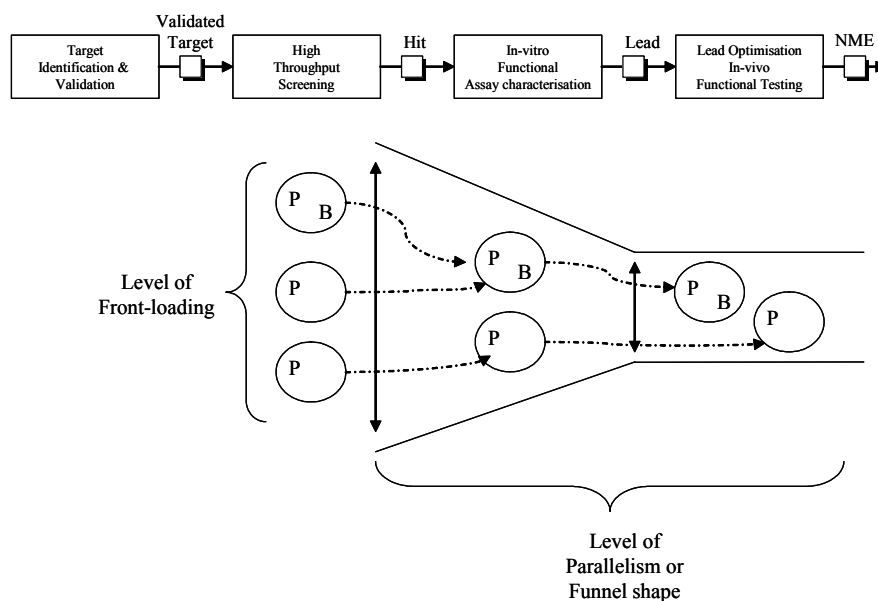 Target
Identification &
Validation
Validated
Target
High
Throughput
Screening
Hit
In-vitro
Functional
Assay characterisation
Lead
Lead Optimisation
In-vivo
Functional Testing
NME
Level of
Front-loading
P
B
P
P
P
B
P
P
B
P
Level of
Parallelism or
Funnel shape